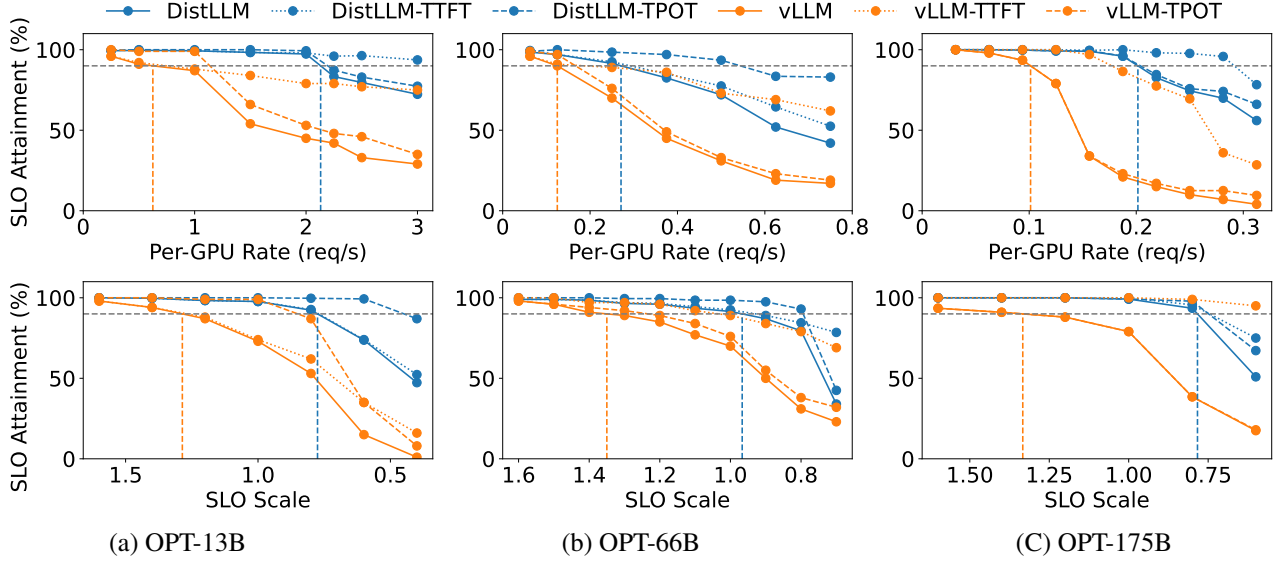 DistLLM DistLLM-TTFT DistLLM-TPOT vLLM vLLM-TTFT vLLM-TPOT
SLO Attainment (%)
100
50
0
0 1 2 3
Per-GPU Rate (req/s)
100
50
0
0.0 0.2 0.4 0.6 0.8
Per-GPU Rate (req/s)
100
50
0
0.0 0.1 0.2 0.3
Per-GPU Rate (req/s)
SLO Attainment (%)
100
50
0
1.5 1.0 0.5
SLO Scale
100
50
0
1.6 1.4 1.2 1.0 0.8
SLO Scale
100
50
0
1.50 1.25 1.00 0.75
SLO Scale
(a) OPT-13B
(b) OPT-66B
(C) OPT-175B